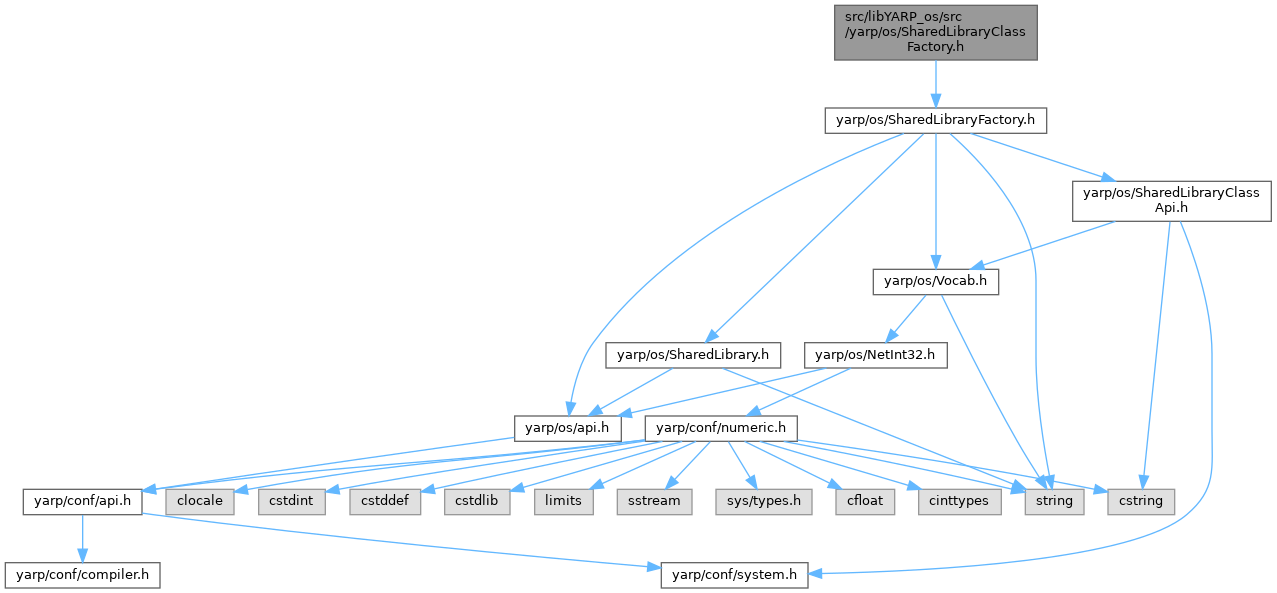 src/libYARP_os/src
/yarp/os/SharedLibraryClass
Factory.h
yarp/os/SharedLibraryFactory.h
yarp/os/SharedLibraryClass
Api.h
yarp/os/Vocab.h
yarp/os/SharedLibrary.h
yarp/os/NetInt32.h
yarp/os/api.h
yarp/conf/numeric.h
yarp/conf/api.h
clocale
cstdint
cstddef
cstdlib
limits
sstream
sys/types.h
cfloat
cinttypes
string
cstring
yarp/conf/compiler.h
yarp/conf/system.h